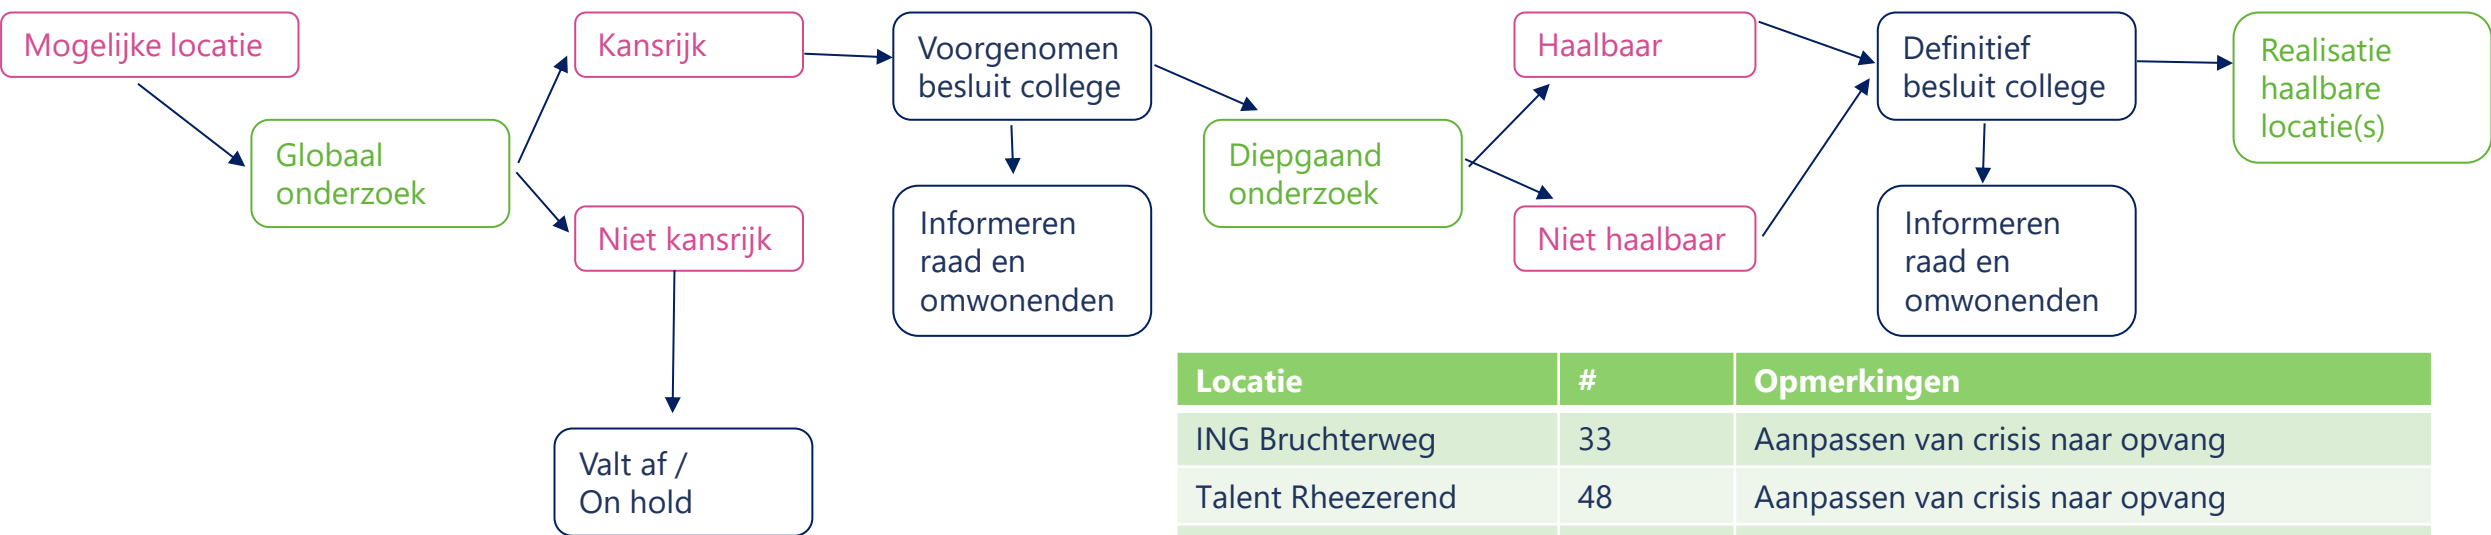 Mogelijke locatie
Globaal
onderzoek
Kansrijk
Niet kansrijk
Valt af /
On hold
Voorgenomen
besluit college
Informeren
raad en
omwonenden
Diepgaand
onderzoek
Haalbaar
Niet haalbaar
Definitief
besluit college
Informeren
raad en
omwonenden
Realisatie
haalbare
locatie(s)
Locatie # Opmerkingen
ING Bruchterweg 33 Aanpassen van crisis naar opvang
Talent Rheezerend 48 Aanpassen van crisis naar opvang